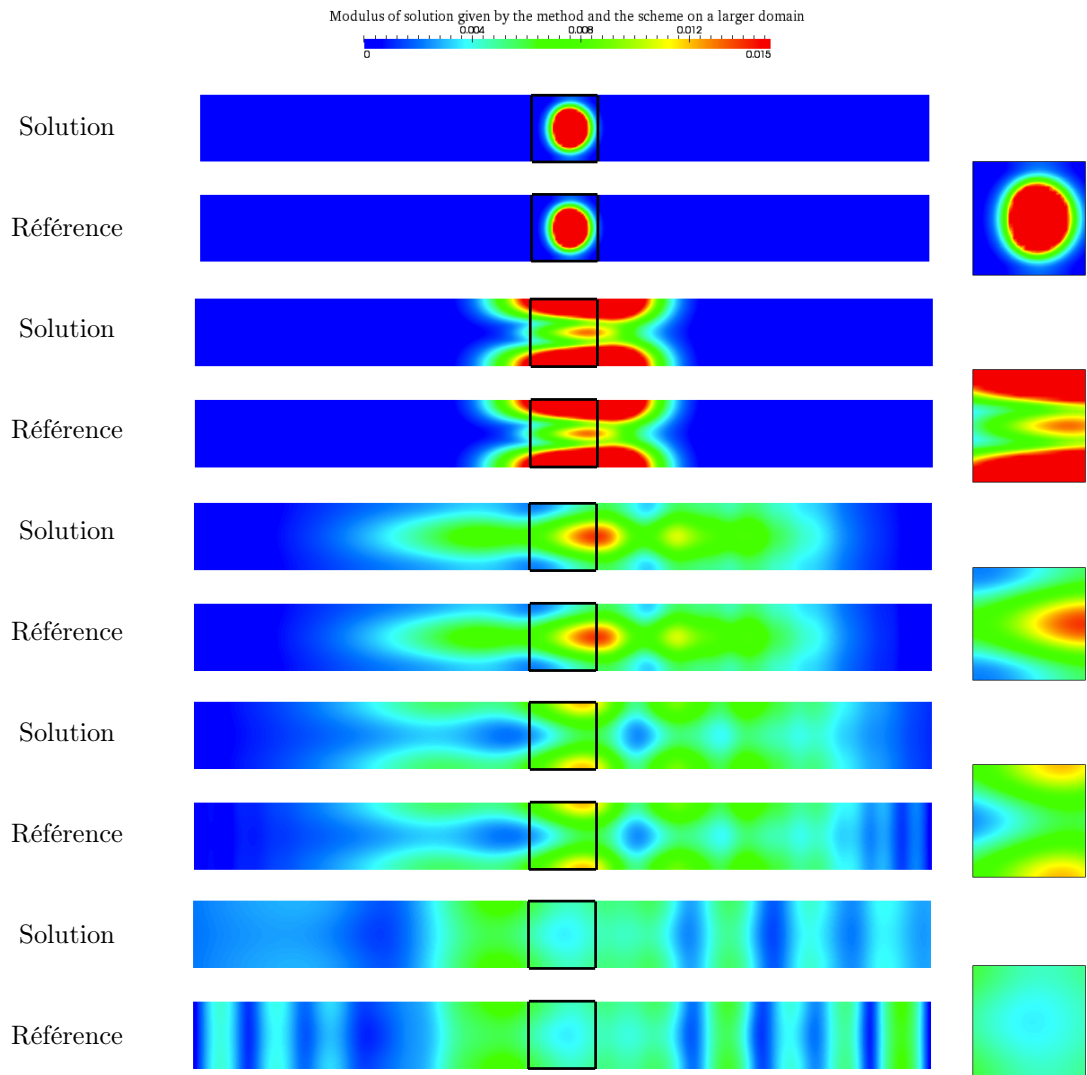 Modulus of solution given by the method and the scheme on a larger domain
0.004 0.008 0.012
0 0.015
Solution
Référence
Solution
Référence
Solution
Référence
Solution
Référence
Solution
Référence